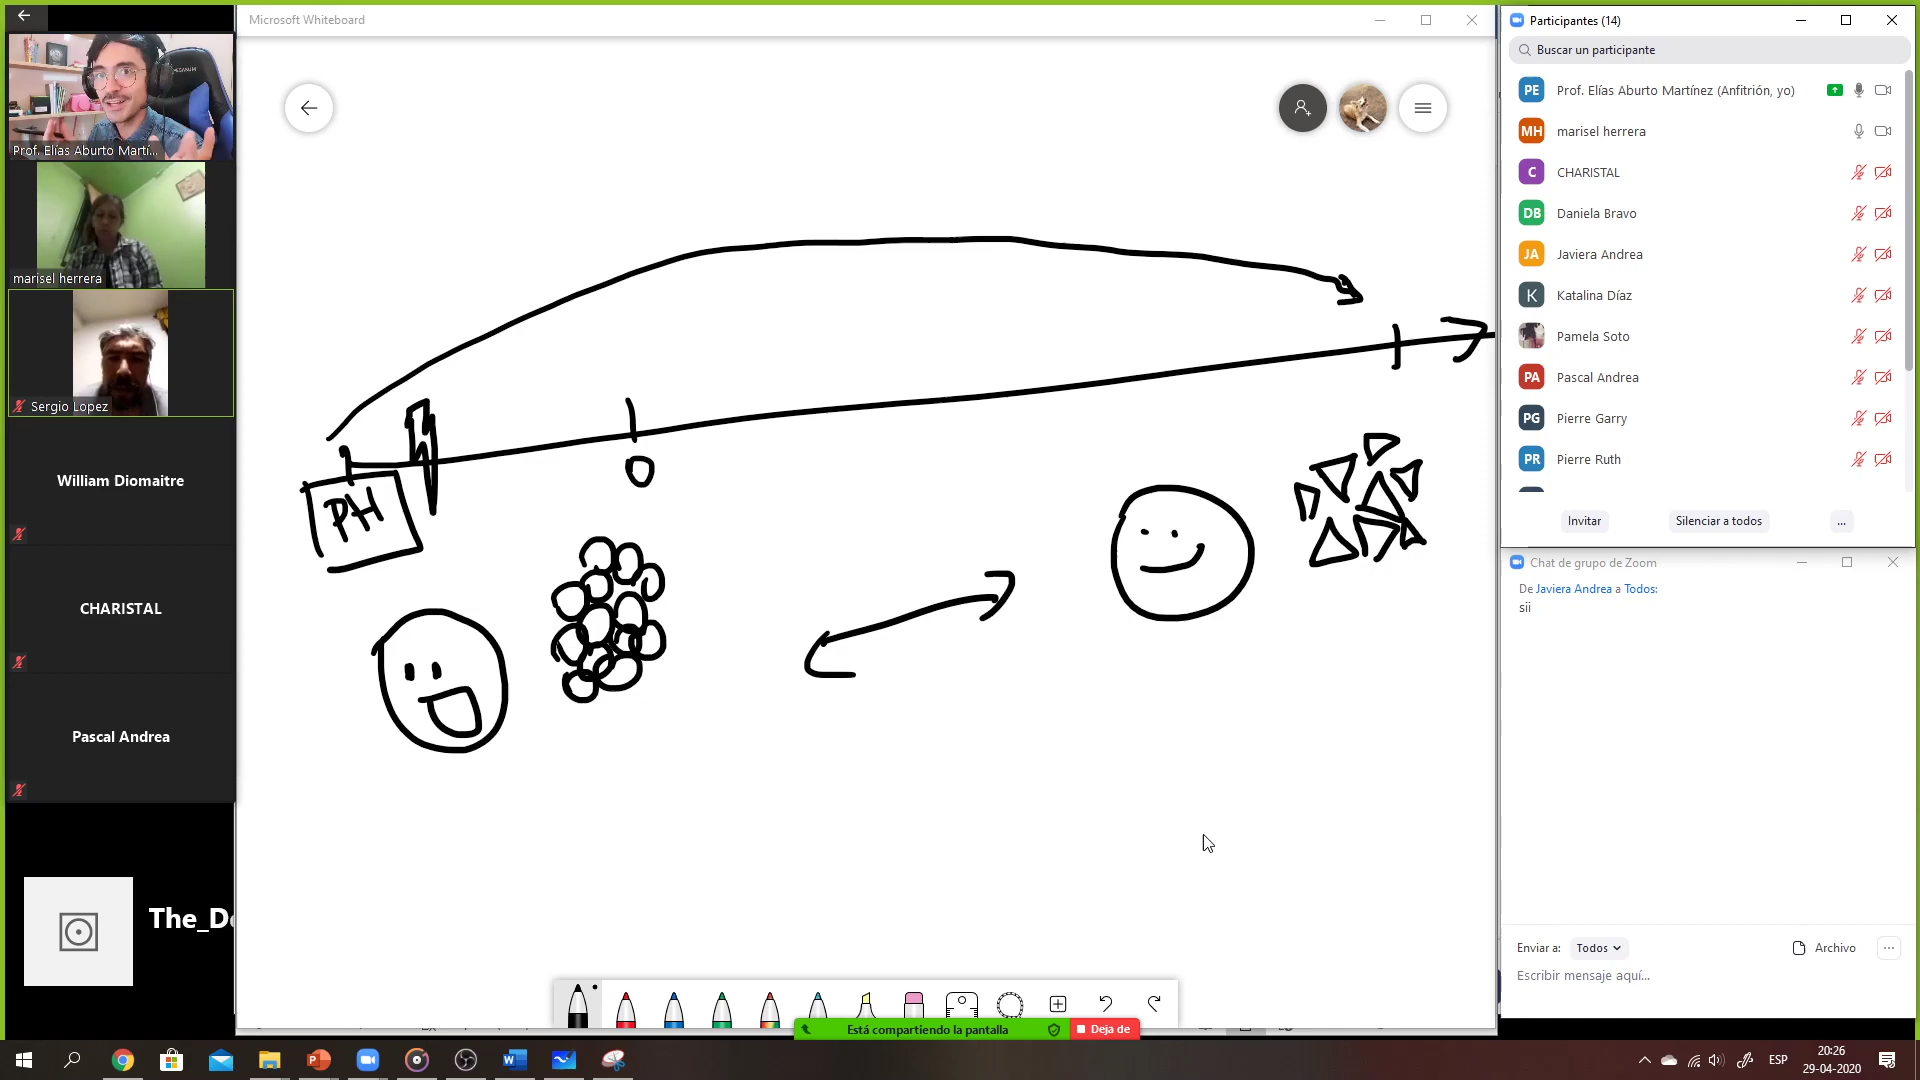 Microsoft Whiteboard
Prof. Elías Aburto Martí...
marisel herrera
Sergio Lopez
William Diomaitre
CHARISTAL
Pascal Andrea
The_D
PH
O
Está compartiendo la pantalla
Deja de
Participantes (14)
Buscar un participante
PE Prof. Elías Aburto Martínez (Anfitrión, yo)
MH marisel herrera
C CHARISTAL
DB Daniela Bravo
JA Javiera Andrea
K Katalina Díaz
Pamela Soto
PA Pascal Andrea
PG Pierre Garry
PR Pierre Ruth
Invitar
Silenciar a todos
...
Chat de grupo de Zoom
De Javiera Andrea a Todos:
sii
Enviar a: Todos
Archivo
Escribir mensaje aquí...
ESP
20:26
29-04-2020